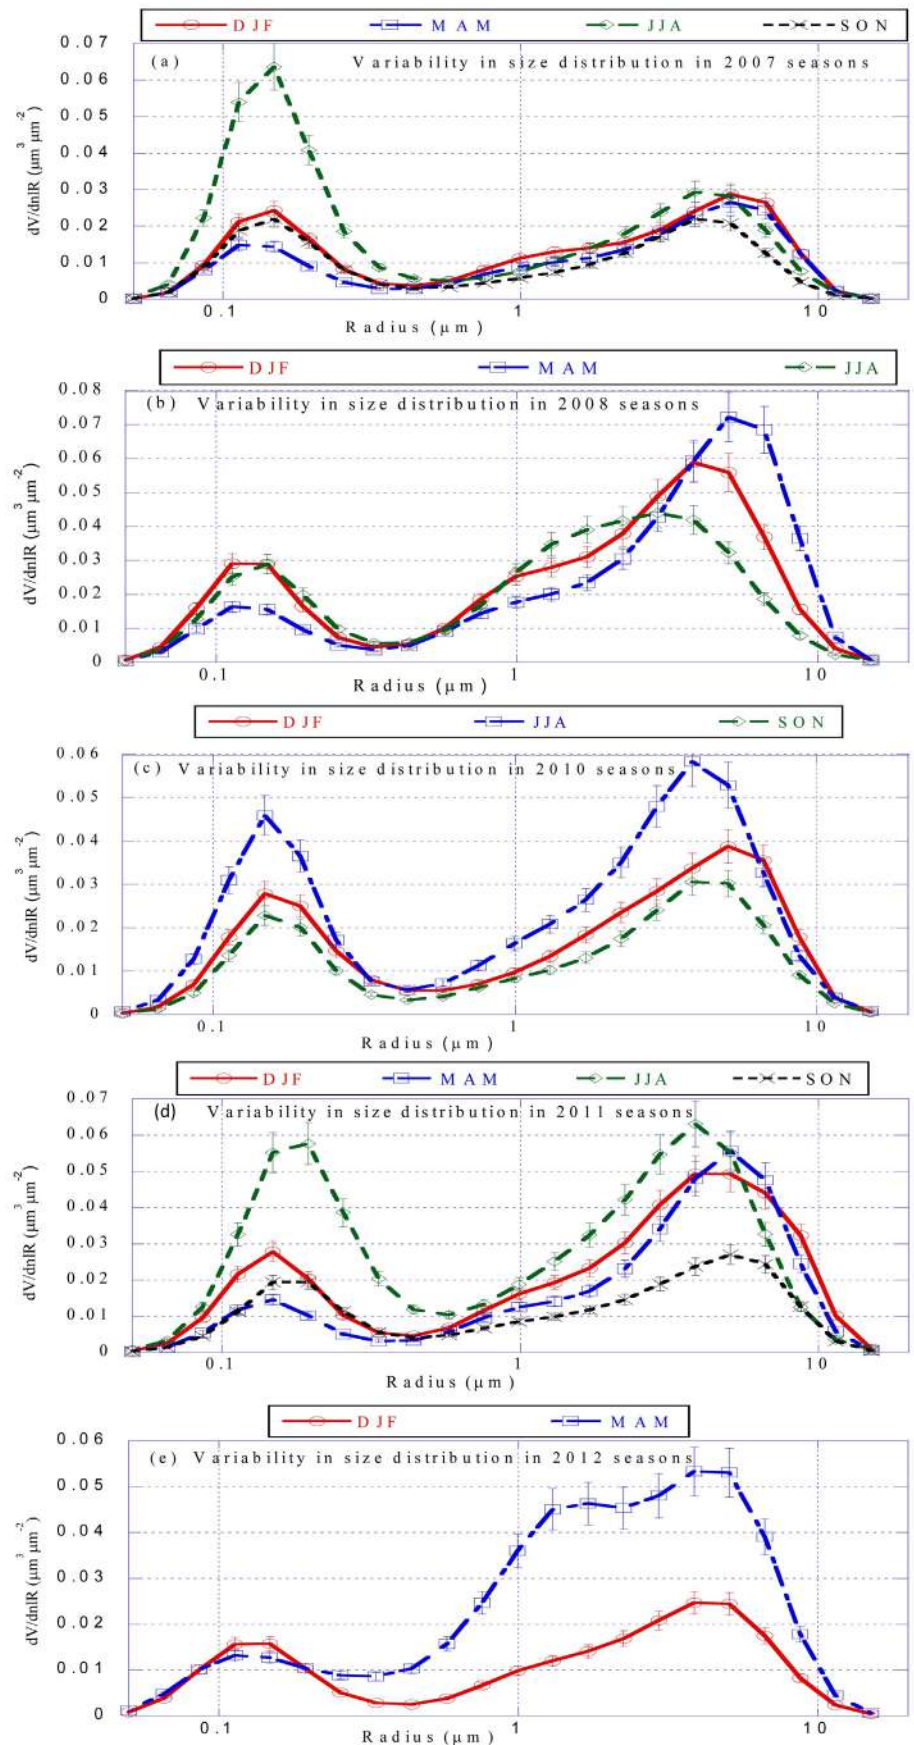 DJF MAM JJA SON
(a) Variability in size distribution in 2007 seasons
dV/dnlR (μm³ μm⁻²)
0.07
0.06
0.05
0.04
0.03
0.02
0.01
0
0.1 1 10
Radius (μm)
DJF MAM JJA
(b) Variability in size distribution in 2008 seasons
dV/dnlR (μm³ μm⁻²)
0.08
0.07
0.06
0.05
0.04
0.03
0.02
0.01
0
0.1 1 10
Radius (μm)
DJF JJA SON
(c) Variability in size distribution in 2010 seasons
dV/dnlR (μm³ μm⁻²)
0.06
0.05
0.04
0.03
0.02
0.01
0
0.1 1 10
Radius (μm)
DJF MAM JJA SON
(d) Variability in size distribution in 2011 seasons
dV/dnlR (μm³ μm⁻²)
0.07
0.06
0.05
0.04
0.03
0.02
0.01
0
0.1 1 10
Radius (μm)
DJF MAM
(e) Variability in size distribution in 2012 seasons
dV/dnlR (μm³ μm⁻²)
0.06
0.05
0.04
0.03
0.02
0.01
0
0.1 1 10
Radius (μm)